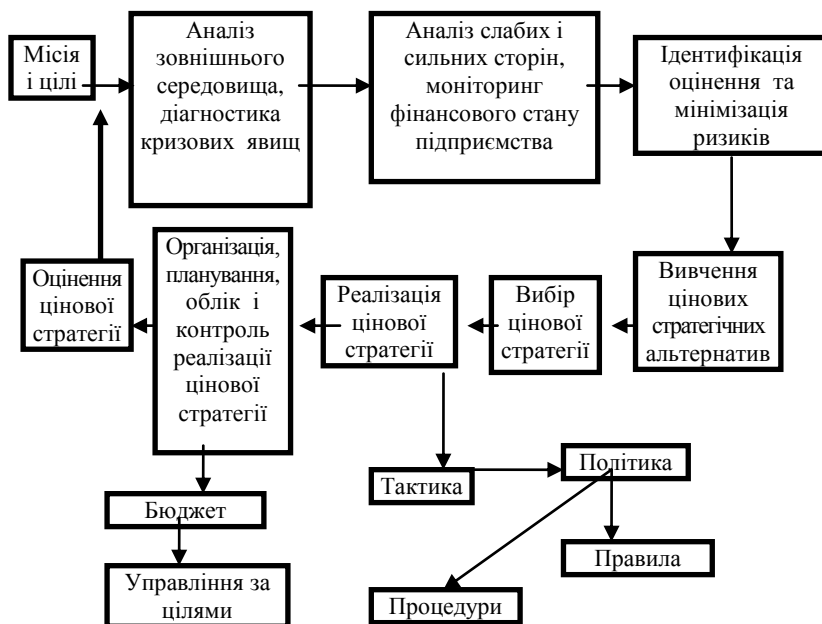 Місія
і цілі
Аналіз
зовнішнього
середовища,
діагностика
кризових явищ
Аналіз слабих і
сильних сторін,
моніторинг
фінансового стану
підприємства
Ідентифікація
оцінення та
мінімізація
ризиків
Оцінення
цінової
стратегії
Організація,
планування,
облік і
контроль
реалізації
цінової
стратегії
Реалізація
цінової
стратегії
Вибір
цінової
стратегії
Вивчення
цінових
стратегічних
альтернатив
Тактика
Політика
Бюджет
Правила
Управління за
цілями
Процедури